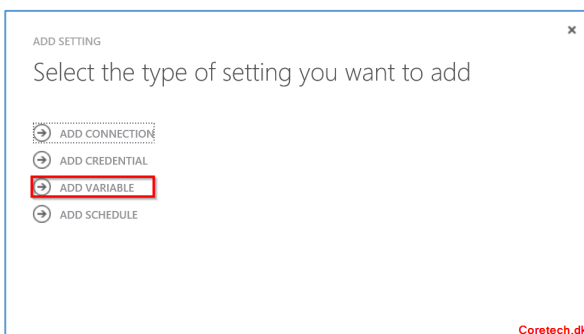 ADD SETTING
Select the type of setting you want to add
ADD CONNECTION
ADD CREDENTIAL
ADD VARIABLE
ADD SCHEDULE
Coretech.dk